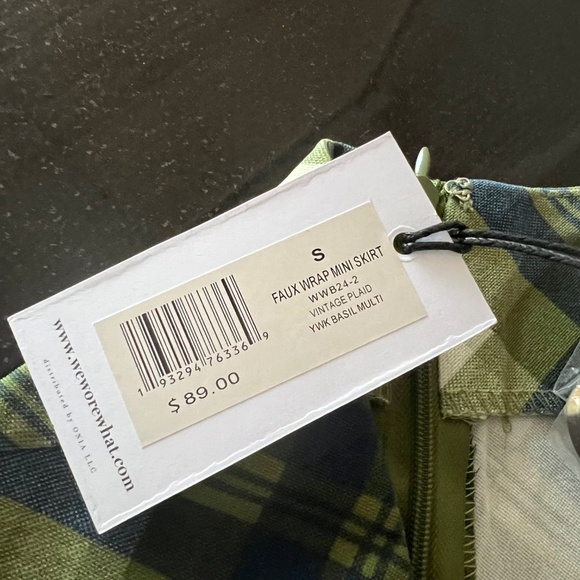 S
FAUX WRAP MINI SKIRT
WWB24-2
VINTAGE PLAID
YWK BASIL MULTI
1 93294 76336 9
$89.00
www.weworewhat.com
distributed by ONIA LLC